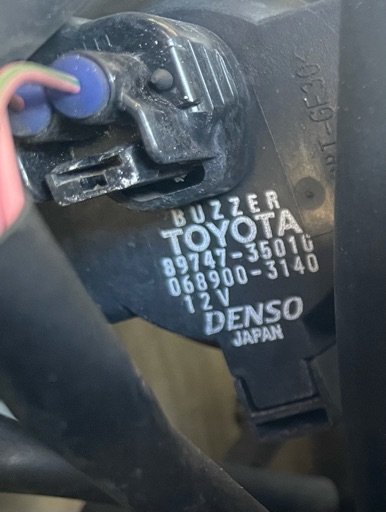 BUZZER
TOYOTA
89747-35010
068900-3140
12V
DENSO
JAPAN